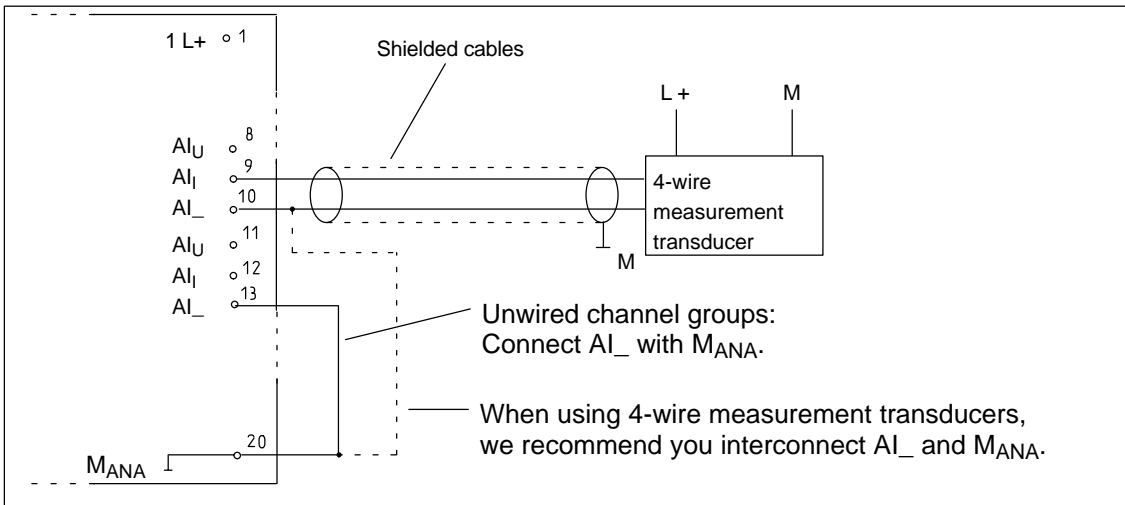 1 L+ 1
Shielded cables
L + M
AIU 8
AII 9
AI_ 10
AIU 11
AII 12
AI_ 13
4-wire
measurement
transducer
M
Unwired channel groups:
Connect AI_ with MANA.
When using 4-wire measurement transducers,
we recommend you interconnect AI_ and MANA.
MANA 20